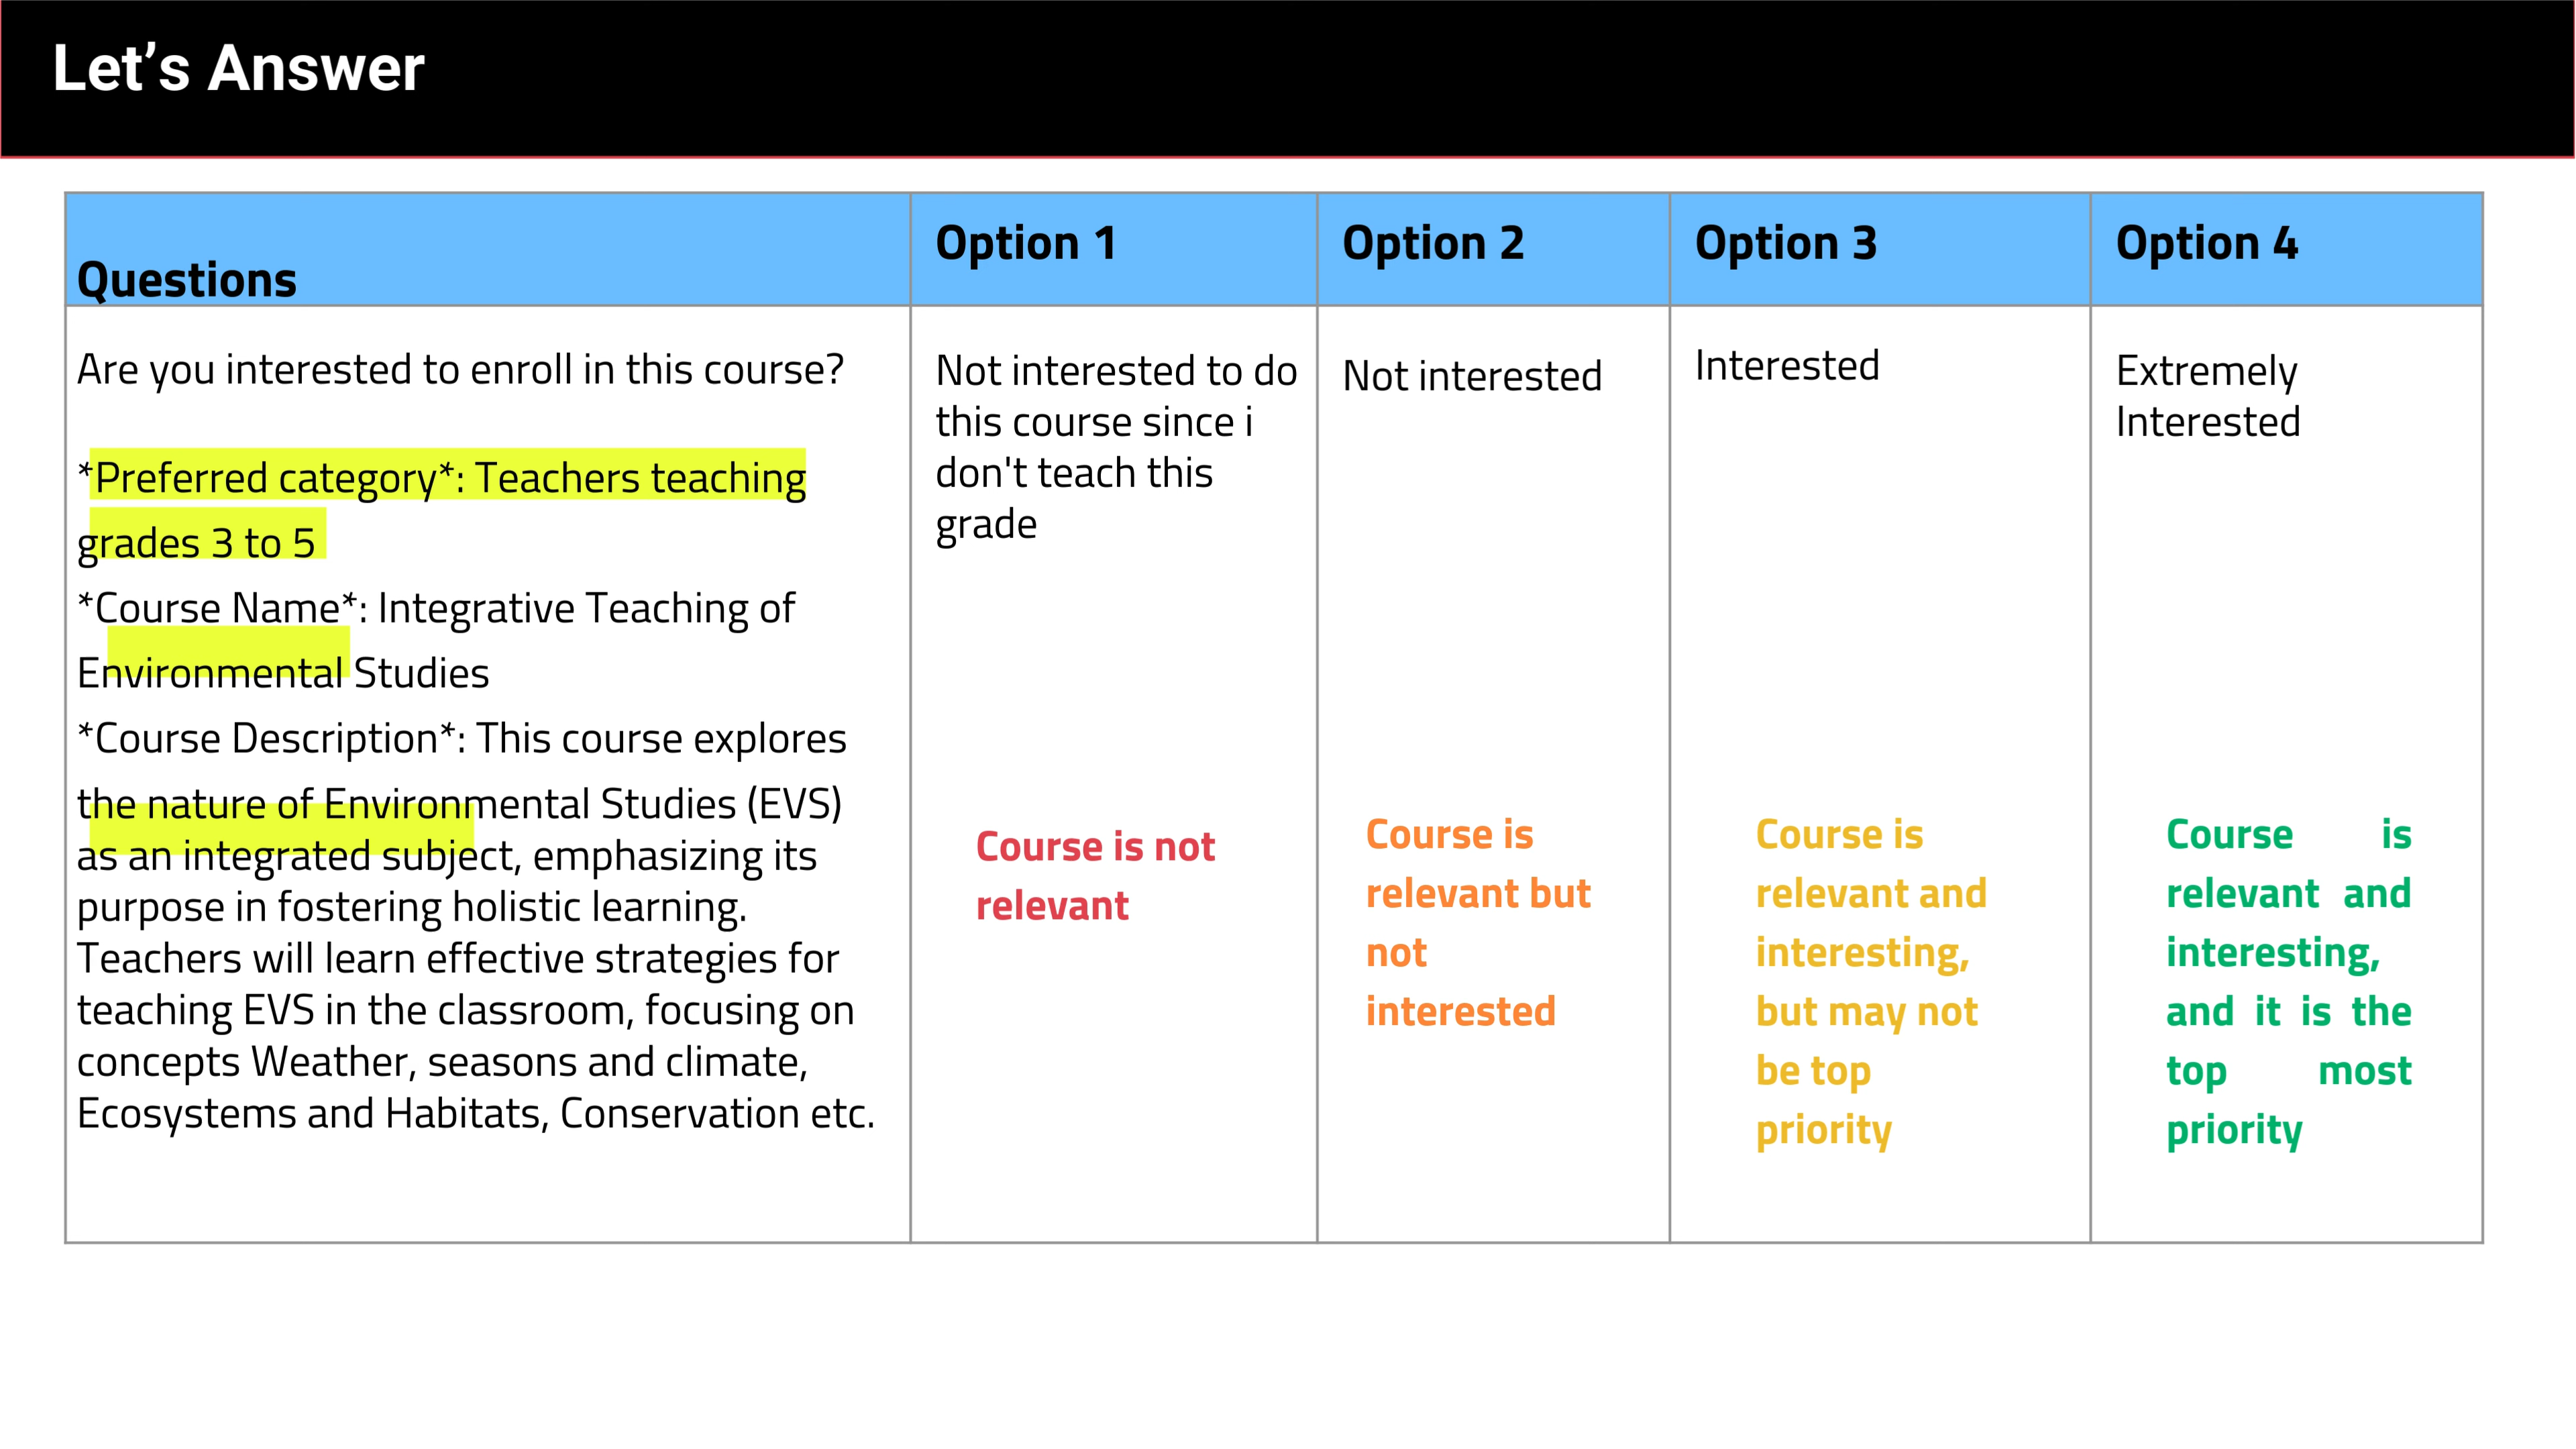 Let's Answer
Questions
Option 1
Option 2
Option 3
Option 4
Are you interested to enroll in this course?
*Preferred category*: Teachers teaching
grades 3 to 5
*Course Name*: Integrative Teaching of
Environmental Studies
*Course Description*: This course explores
the nature of Environmental Studies (EVS)
as an integrated subject, emphasizing its
purpose in fostering holistic learning.
Teachers will learn effective strategies for
teaching EVS in the classroom, focusing on
concepts Weather, seasons and climate,
Ecosystems and Habitats, Conservation etc.
Not interested to do
this course since i
don't teach this
grade
Course is not
relevant
Not interested
Course is
relevant but
not
interested
Interested
Course is
relevant and
interesting,
but may not
be top
priority
Extremely
Interested
Course is
relevant and
interesting,
and it is the
top most
priority